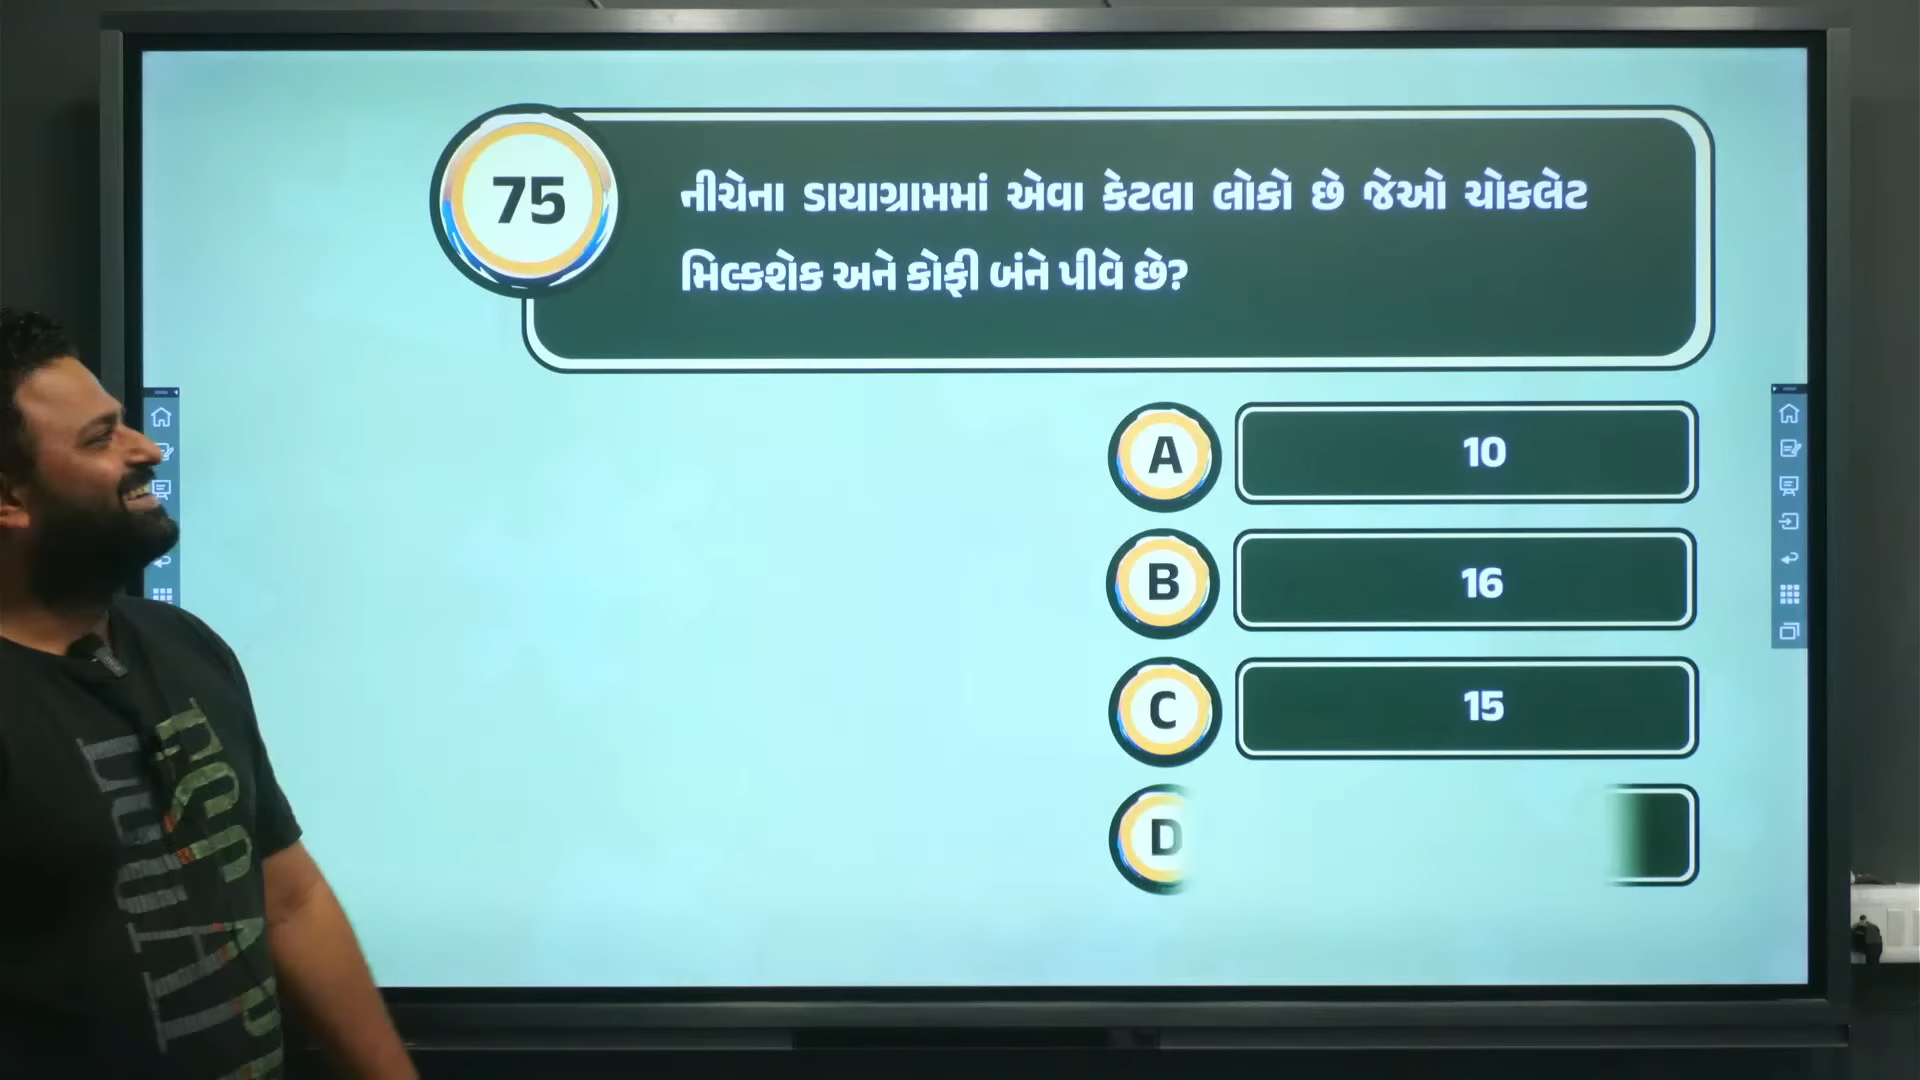 75
નીચેના ડાયાગ્રામમાં એવા કેટલા લોકો છે જેઓ ચોકલેટ
મિલ્કશેક અને કોફી બંને પીવે છે?
A 10
B 16
C 15
D